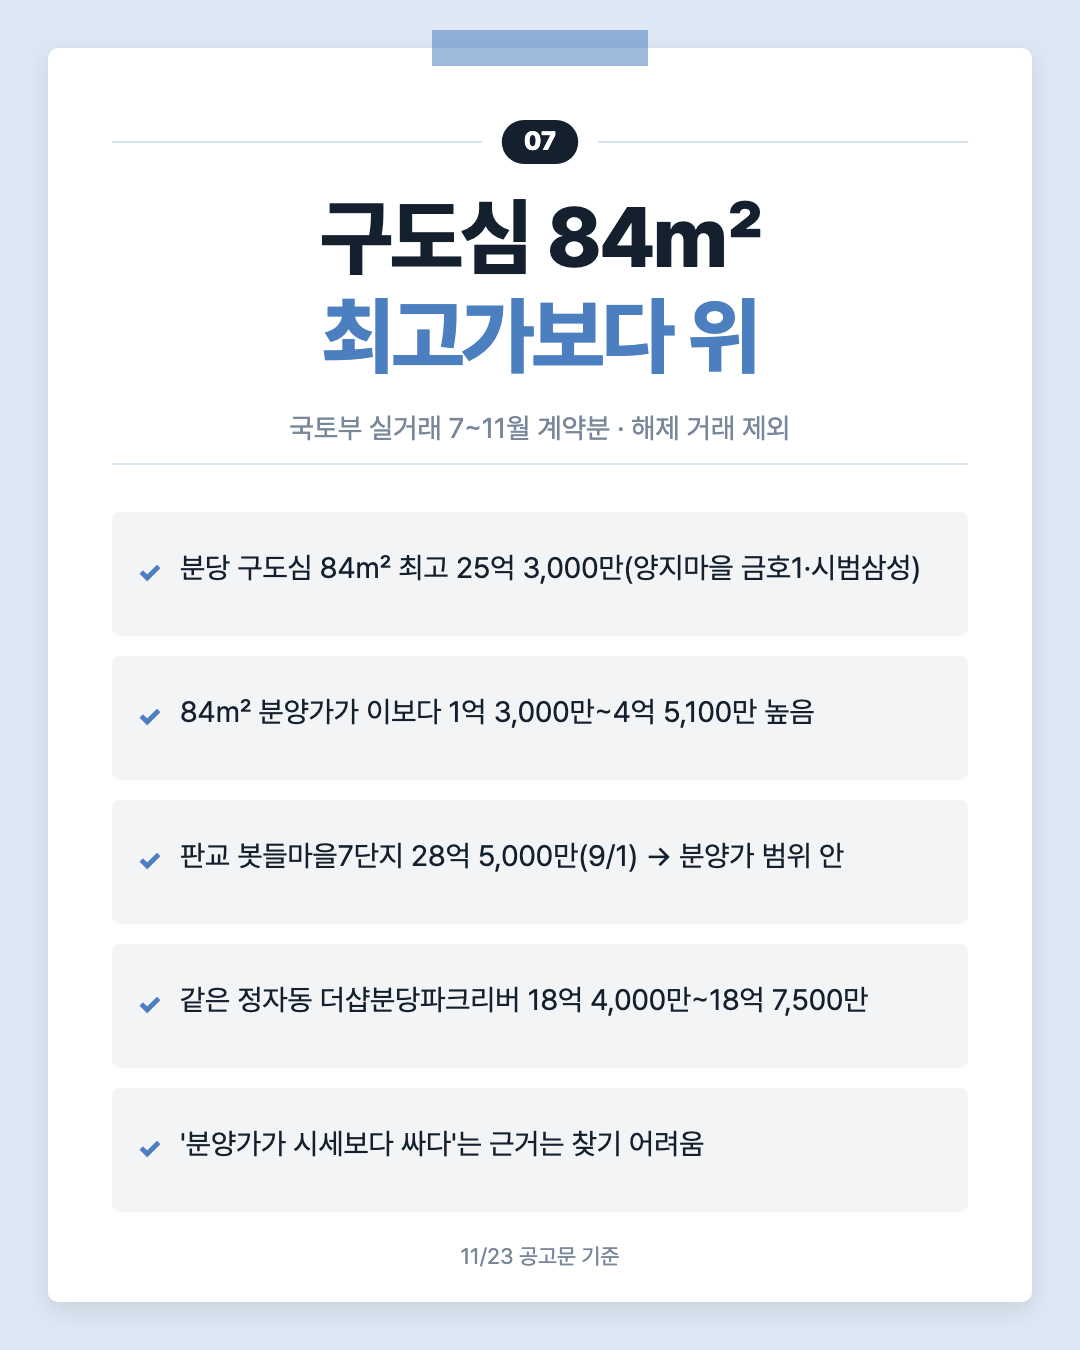 07
구도심 84m²
최고가보다 위
국토부 실거래 7~11월 계약분 · 해제 거래 제외
분당 구도심 84m² 최고 25억 3,000만(양지마을 금호1·시범삼성)
84m² 분양가가 이보다 1억 3,000만~4억 5,100만 높음
판교 봇들마을7단지 28억 5,000만(9/1) → 분양가 범위 안
같은 정자동 더샵분당파크리버 18억 4,000만~18억 7,500만
'분양가가 시세보다 싸다'는 근거는 찾기 어려움
11/23 공고문 기준